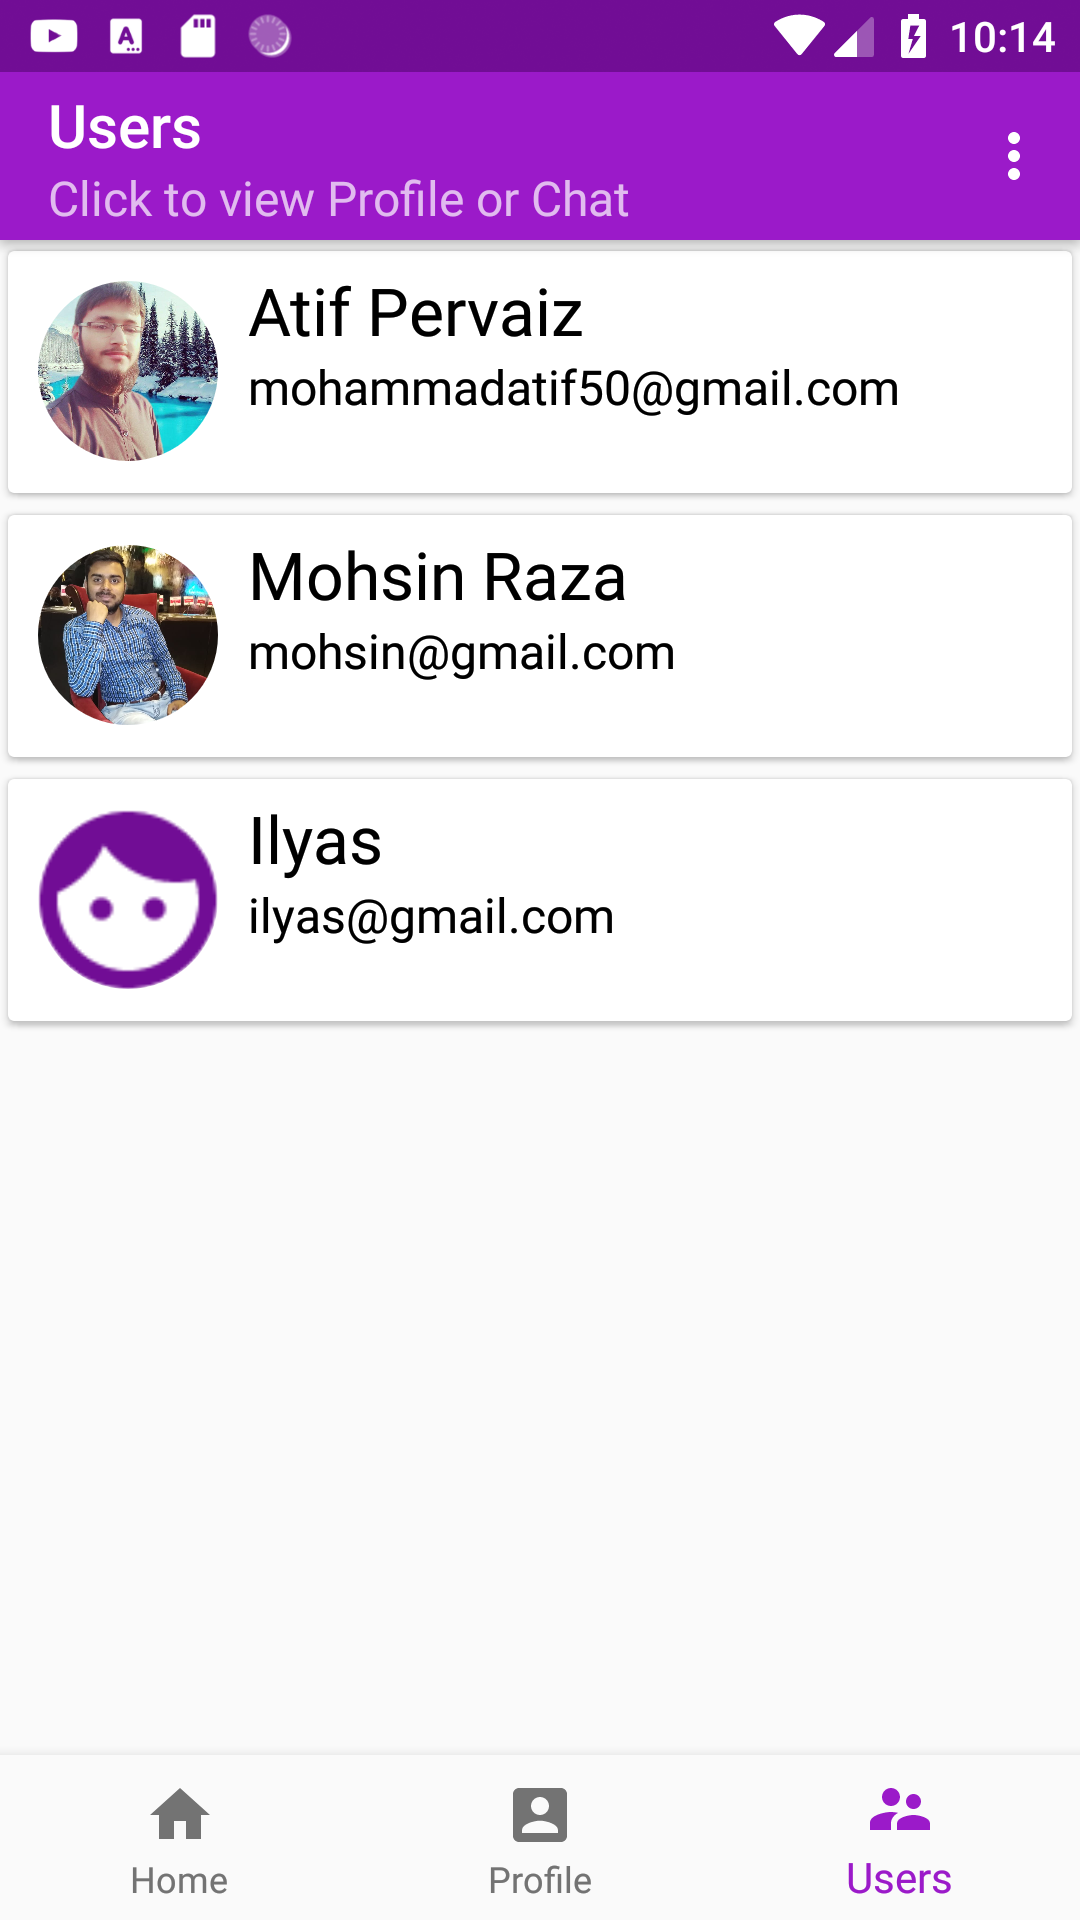 10:14
Users
Click to view Profile or Chat
Atif Pervaiz
mohammadatif50@gmail.com
Mohsin Raza
mohsin@gmail.com
Ilyas
ilyas@gmail.com
Home
Profile
Users